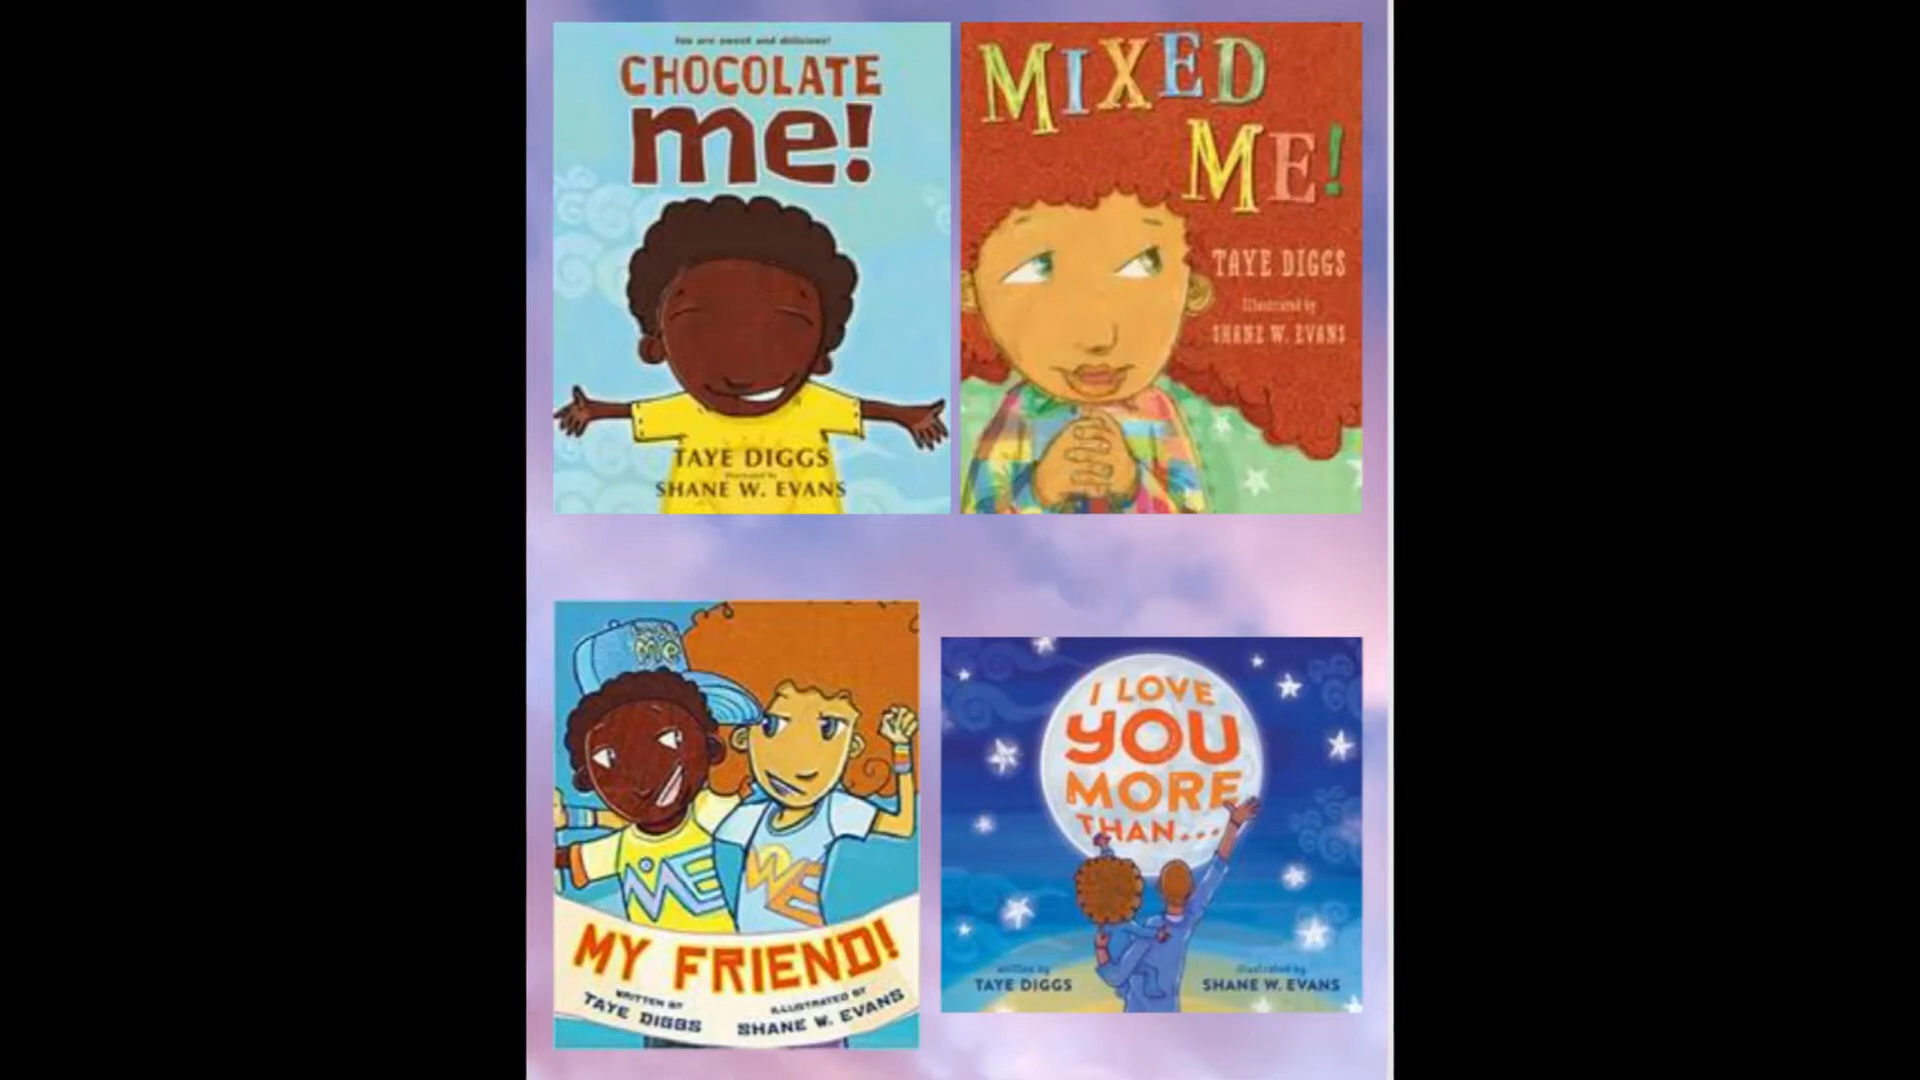 You are sweet and delicious!
CHOCOLATE
me!
TAYE DIGGS
illustrated by
SHANE W. EVANS
MIXED
ME!
TAYE DIGGS
Illustrated by
SHANE W. EVANS
me
ME
WE
MY FRIEND!
WRITTEN BY
TAYE DIGGS
ILLUSTRATED BY
SHANE W. EVANS
I LOVE
YOU
MORE
THAN...
written by
TAYE DIGGS
illustrated by
SHANE W. EVANS